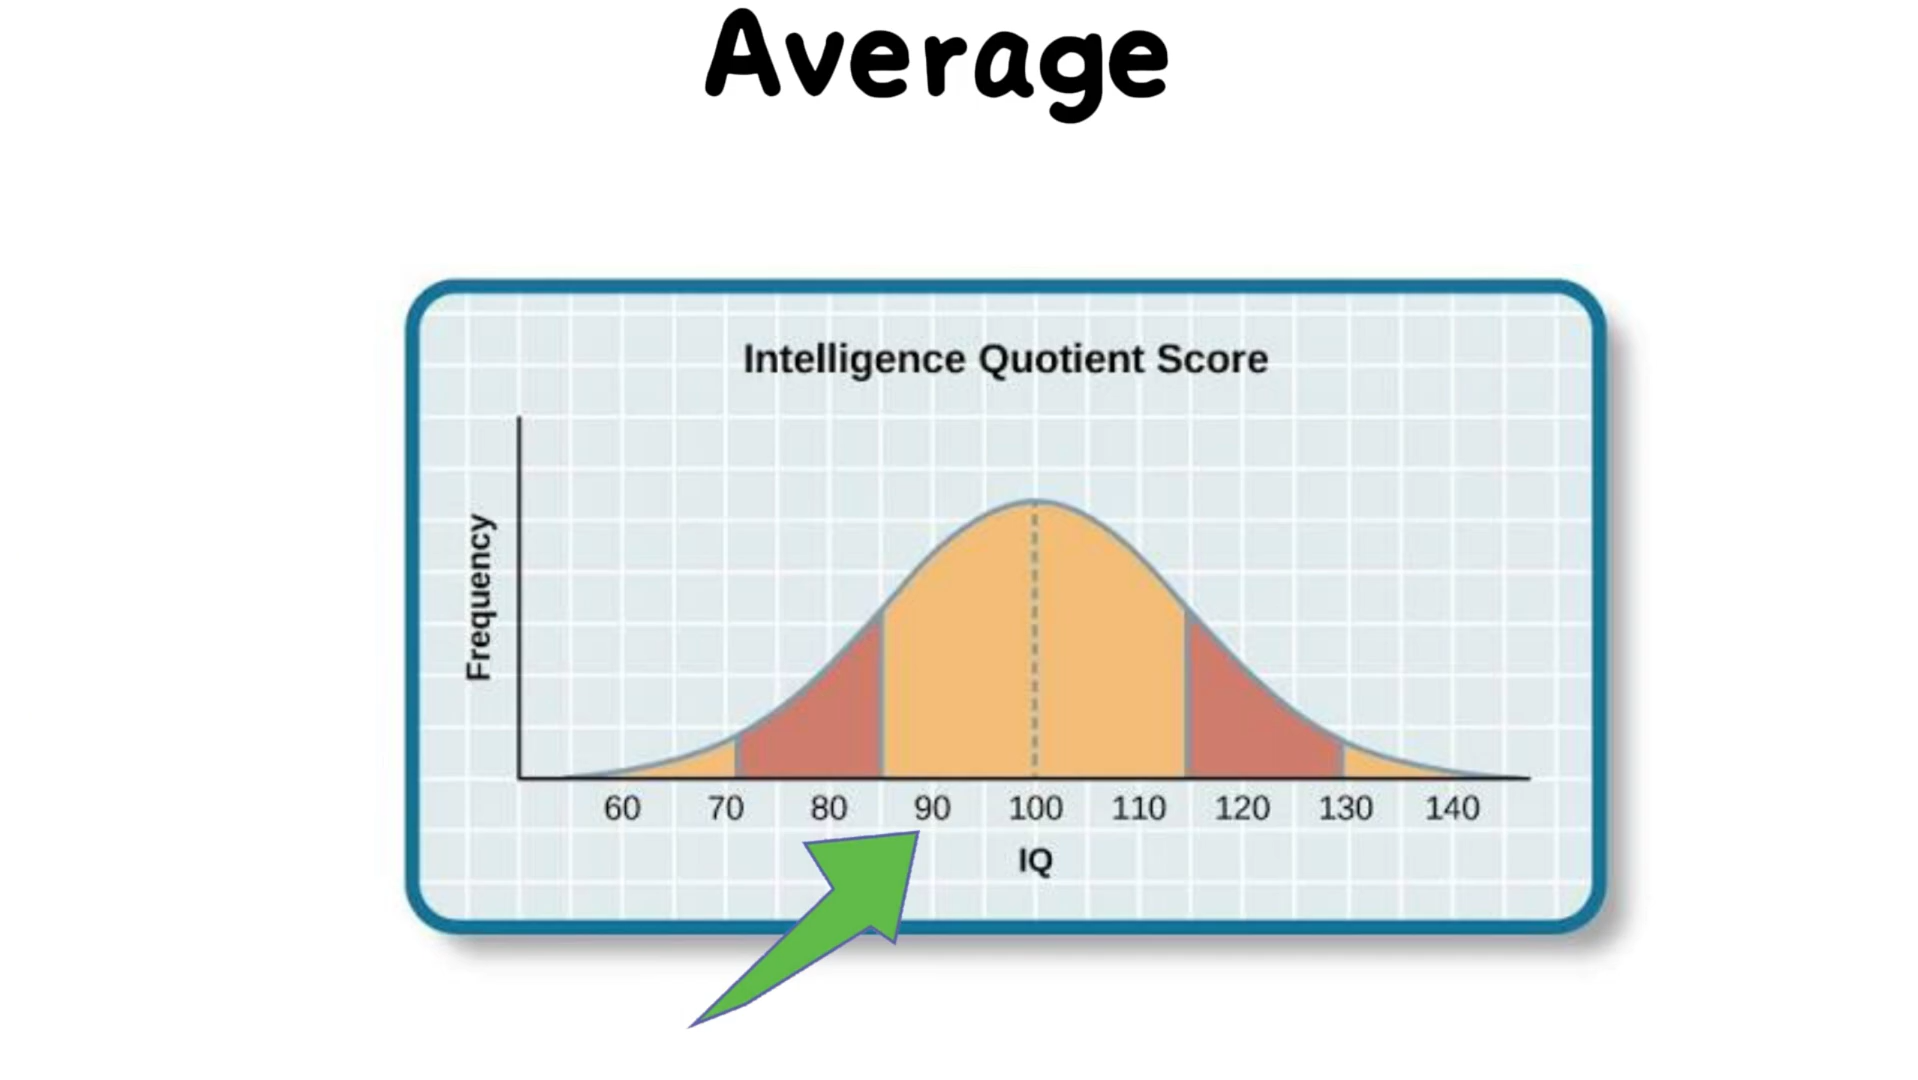 Average
Intelligence Quotient Score
Frequency
60 70 80 90 100 110 120 130 140
IQ